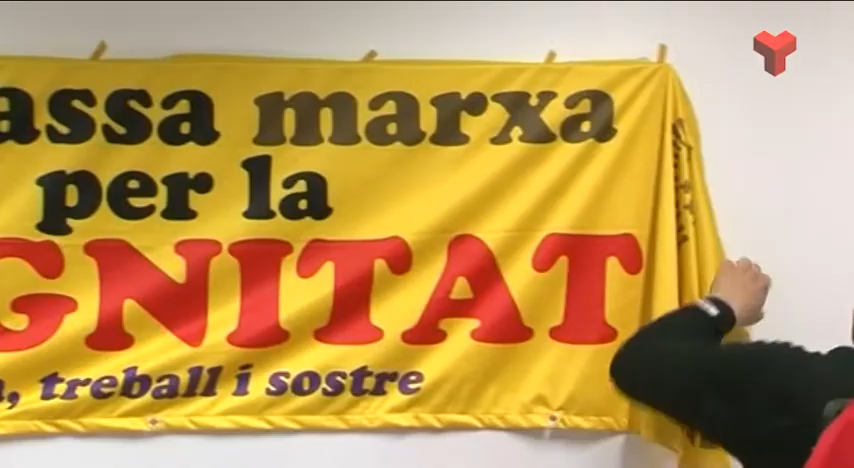 assa marxa
per la
GNITAT
, treball i sostre